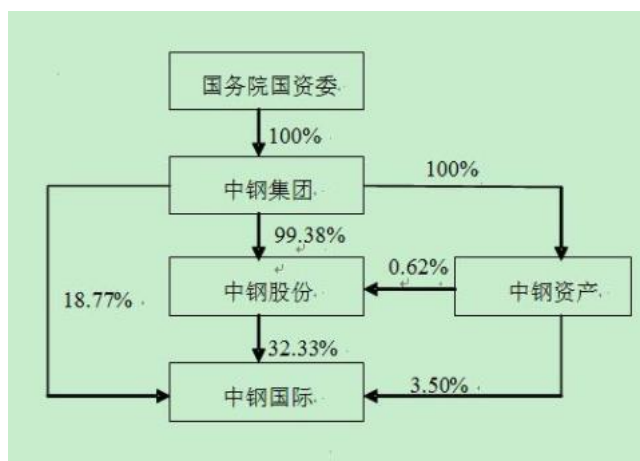 国务院国资委
100%
中钢集团
100%
99.38%
18.77%
中钢股份
0.62%
中钢资产
32.33%
中钢国际
3.50%